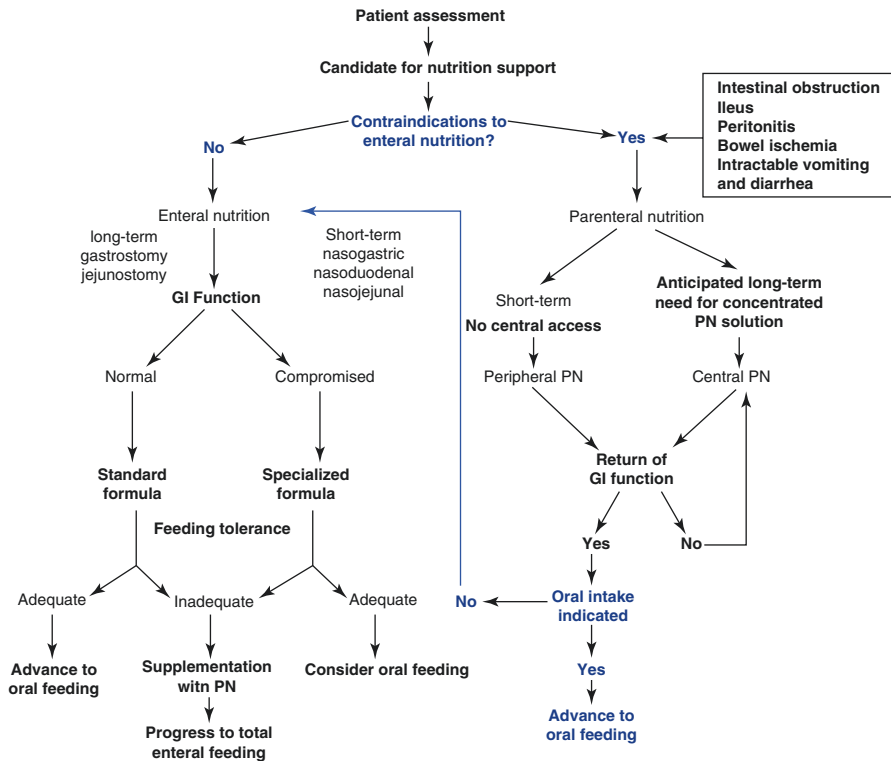 Patient assessment
Candidate for nutrition support
Contraindications to
enteral nutrition?
No
Yes
Intestinal obstruction
Ileus
Peritonitis
Bowel ischemia
Intractable vomiting
and diarrhea
Enteral nutrition
long-term
gastrostomy
jejunostomy
Short-term
nasogastric
nasoduodenal
nasojejunal
GI Function
Normal
Compromised
Standard
formula
Specialized
formula
Feeding tolerance
Adequate
Inadequate
Adequate
Advance to
oral feeding
Supplementation
witn PN
Progress to total
enteral feeding
Consider oral feeding
Parenteral nutrition
Short-term
No central access
Anticipated long-term
need for concentrated
PN solution
Peripheral PN
Central PN
Return of
GI function
Yes
No
Oral intake
indicated
No
Yes
Advance to
oral feeding